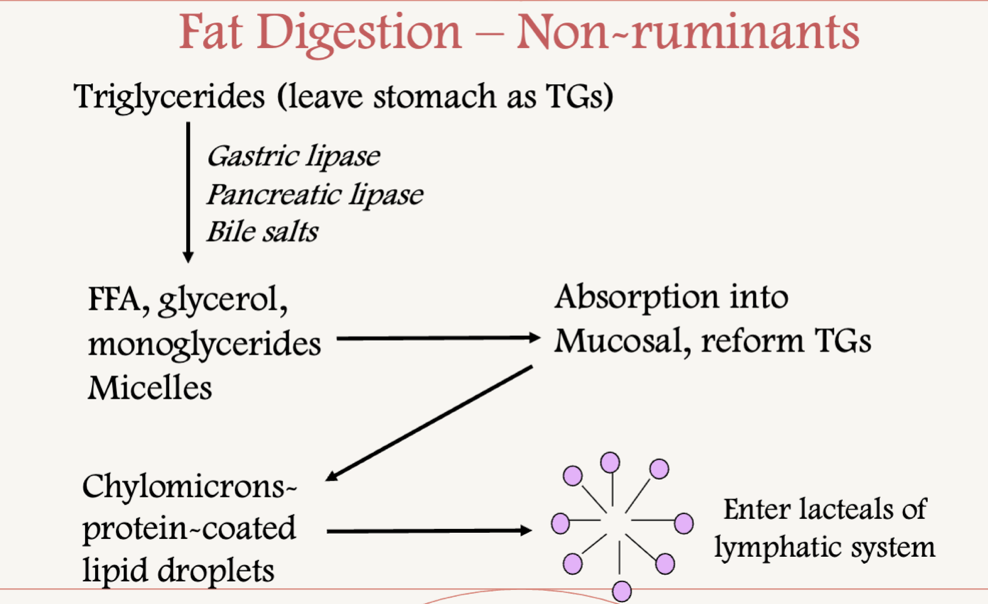 Fat Digestion – Non-ruminants
Triglycerides (leave stomach as TGs)
Gastric lipase
Pancreatic lipase
Bile salts
FFA, glycerol,
monoglycerides
Micelles
Absorption into
Mucosal, reform TGs
Chylomicrons-
protein-coated
lipid droplets
Enter lacteals of
lymphatic system